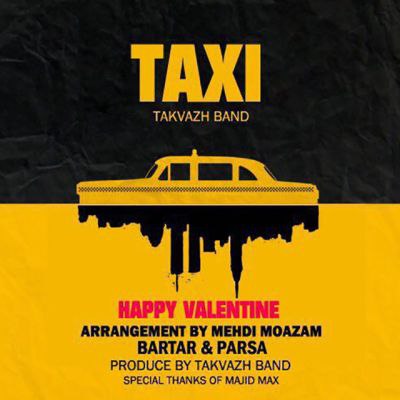 TAXI
TAKVAZH BAND
HAPPY VALENTINE
ARRANGEMENT BY MEHDI MOAZAM
BARTAR & PARSA
PRODUCE BY TAKVAZH BAND
SPECIAL THANKS OF MAJID MAX